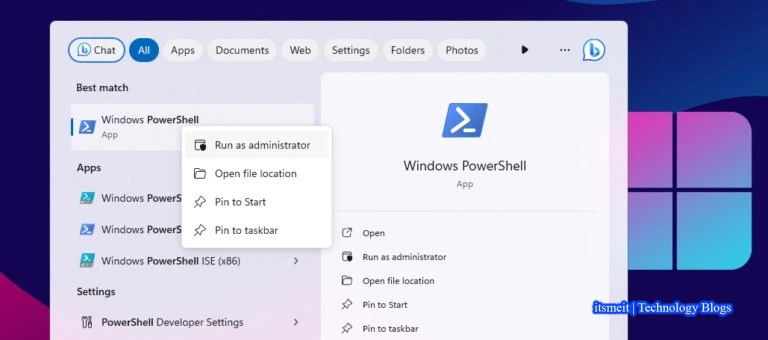 Chat All Apps Documents Web Settings Folders Photos ...
Best match
Windows PowerShell
App
Run as administrator
Open file location
Pin to Start
Pin to taskbar
Apps
Windows PowerS
Windows PowerS
Windows PowerShell ISE (x86)
Settings
PowerShell Developer Settings
Windows PowerShell
App
Open
Run as administrator
Open file location
Pin to Start
Pin to taskbar
itsmeit | Technology Blogs